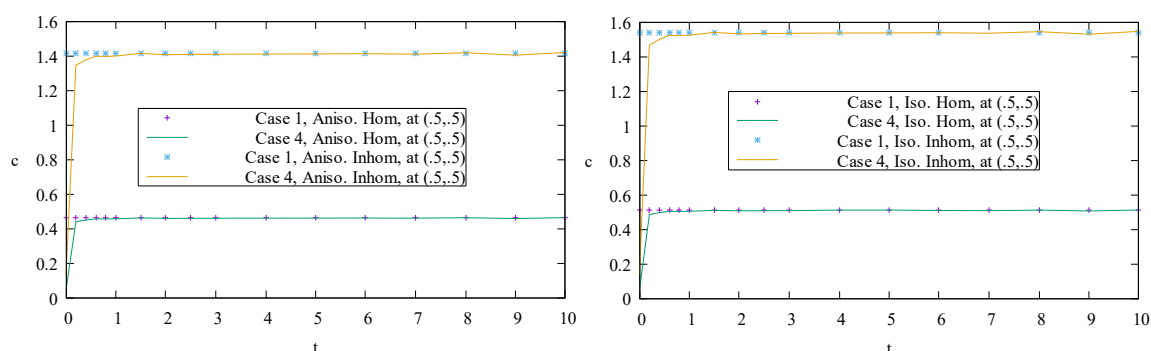 1.6
1.4
1.2
1
0.8
0.6
0.4
0.2
0
c
Case 1, Aniso. Hom, at (.5,.5)
Case 4, Aniso. Hom, at (.5,.5)
Case 1, Aniso. Inhom, at (.5,.5)
Case 4, Aniso. Inhom, at (.5,.5)
0 1 2 3 4 5 6 7 8 9 10
t
1.6
1.4
1.2
1
0.8
0.6
0.4
0.2
0
c
Case 1, Iso. Hom, at (.5,.5)
Case 4, Iso. Hom, at (.5,.5)
Case 1, Iso. Inhom, at (.5,.5)
Case 4, Iso. Inhom, at (.5,.5)
0 1 2 3 4 5 6 7 8 9 10
t